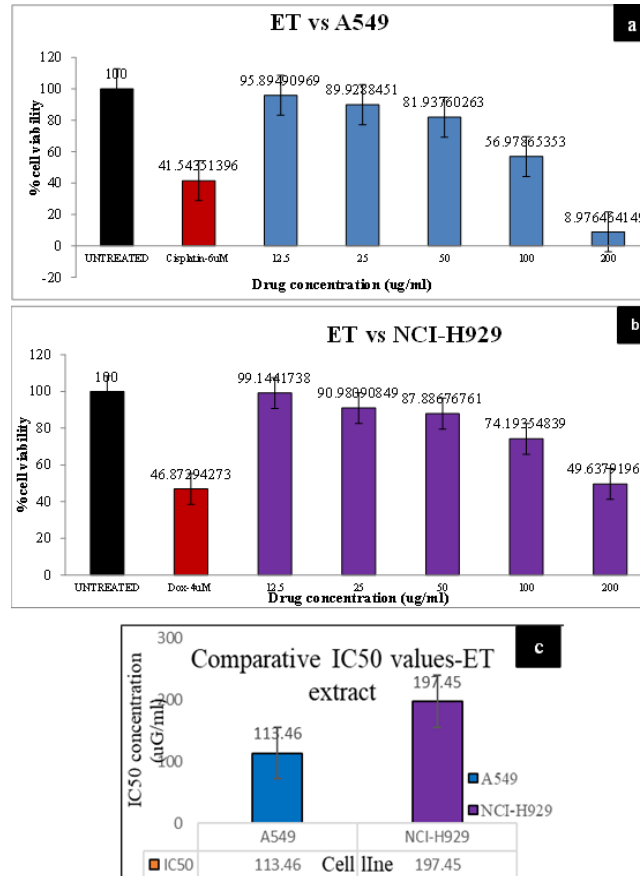 ET vs A549
a
120
100
80
60
40
20
0
-20
% cell viability
100
41.54351396
95.89490969
89.9288451
81.93760263
56.97865353
8.976464149
UNTREATED Cisplatin-6uM 12.5 25 50 100 200
Drug concentration (ug/ml)
ET vs NCI-H929
b
120
100
80
60
40
20
0
% cell viability
100
46.87294273
99.1441738
90.98090849
87.88676761
74.19354839
49.6379196
UNTREATED Dox-4uM 12.5 25 50 100 200
Drug concentration (ug/ml)
c
Comparative IC50 values-ET
extract
300
200
100
0
IC50 concentration
(uG/ml)
113.46
197.45
A549
NCI-H929
A549 NCI-H929
IC50 113.46 197.45
Cell lIne